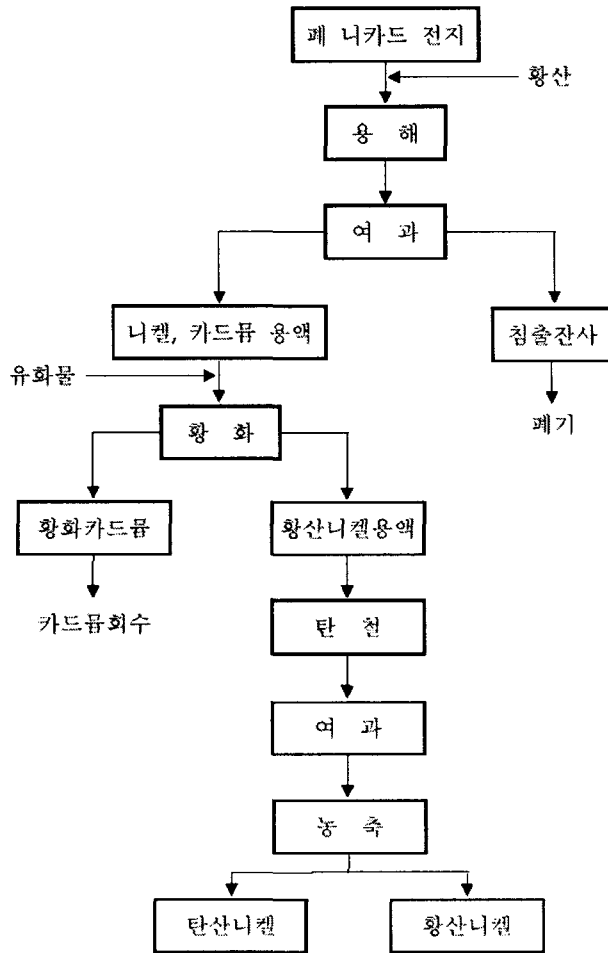 폐 니카드 전지
황산
용 해
여 과
니켈, 카드뮴 용액
침출잔사
유화물
폐기
황 화
황화카드뮴
황산니켈용액
카드뮴회수
탄 철
여 과
농 축
탄산니켈
황산니켈